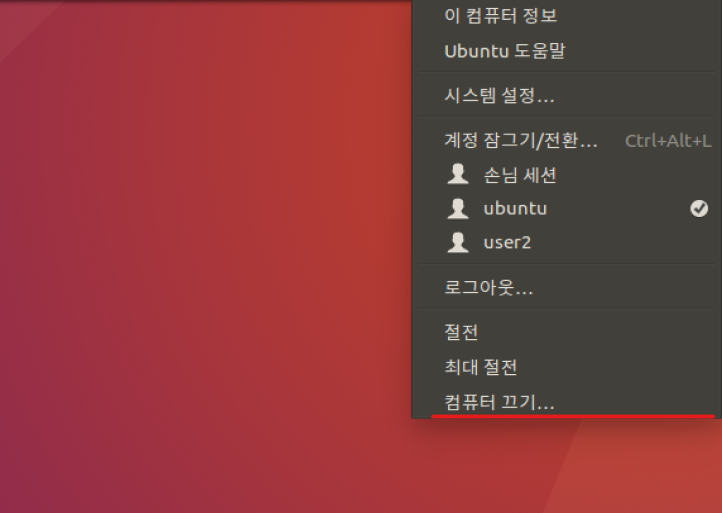 이 컴퓨터 정보
Ubuntu 도움말
시스템 설정...
계정 잠그기/전환... Ctrl+Alt+L
손님 세션
ubuntu
user2
로그아웃...
절전
최대 절전
컴퓨터 끄기...